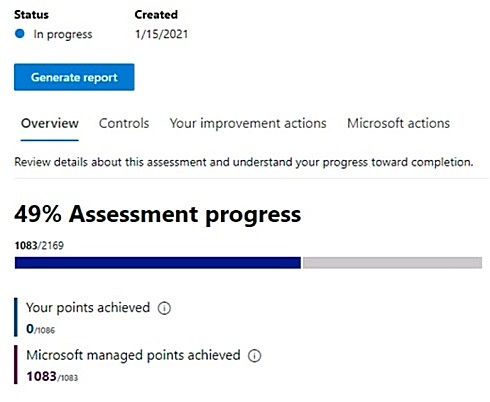 Status Created
In progress 1/15/2021
Generate report
Overview Controls Your improvement actions Microsoft actions
Review details about this assessment and understand your progress toward completion.
49% Assessment progress
1083/2169
Your points achieved
0/1086
Microsoft managed points achieved
1083/1083